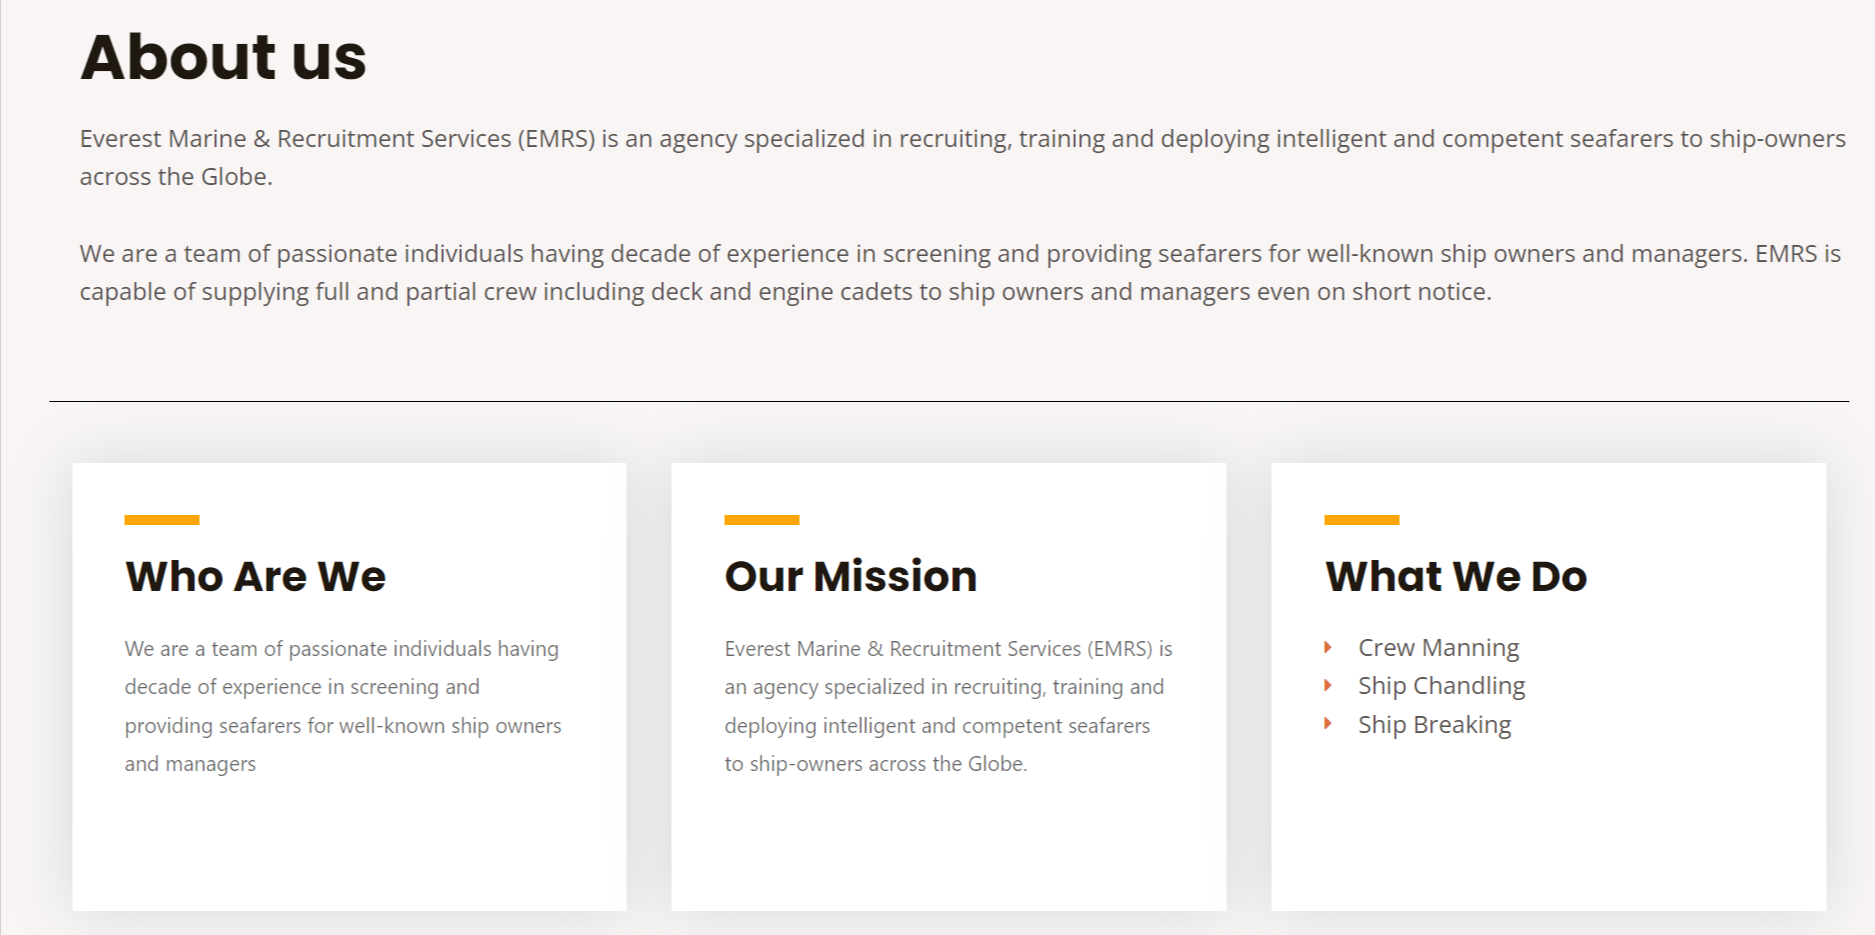 About us
Everest Marine & Recruitment Services (EMRS) is an agency specialized in recruiting, training and deploying intelligent and competent seafarers to ship-owners
across the Globe.
We are a team of passionate individuals having decade of experience in screening and providing seafarers for well-known ship owners and managers. EMRS is
capable of supplying full and partial crew including deck and engine cadets to ship owners and managers even on short notice.
Who Are We
We are a team of passionate individuals having
decade of experience in screening and
providing seafarers for well-known ship owners
and managers
Our Mission
Everest Marine & Recruitment Services (EMRS) is
an agency specialized in recruiting, training and
deploying intelligent and competent seafarers
to ship-owners across the Globe.
What We Do
Crew Manning
Ship Chandling
Ship Breaking